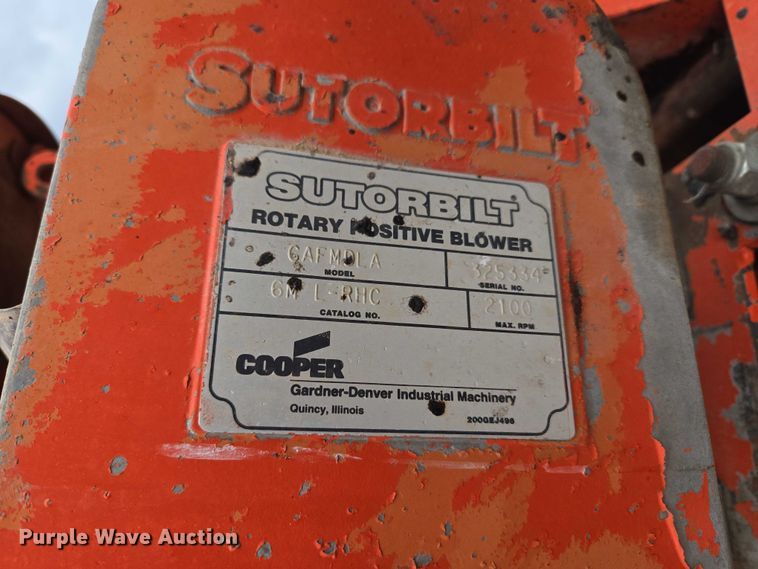 SUTORBILT
SUTORBILT®
ROTARY POSITIVE BLOWER
GAFMDLA 325334
MODEL SERIAL NO.
6M L-RHC 2100
CATALOG NO. MAX. RPM
COOPER
Gardner-Denver Industrial Machinery
Quincy, Illinois
200GEJ496
Purple Wave Auction